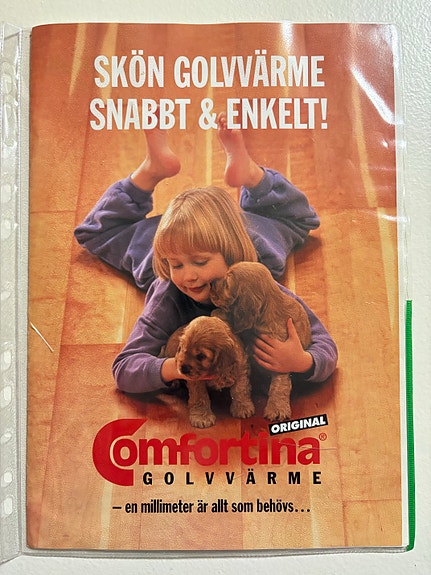 SKÖN GOLVVÄRME
SNABBT & ENKELT!
ORIGINAL
Comfortina®
GOLVVÄRME
– en millimeter är allt som behövs...